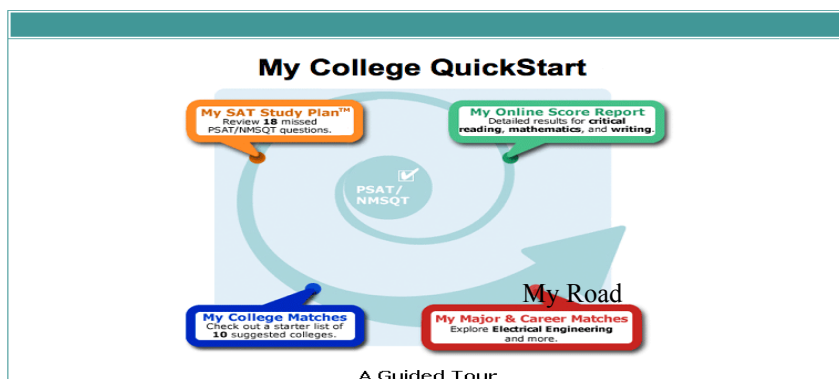 My College QuickStart
My SAT Study Plan™
Review 18 missed
PSAT/NMSQT questions.
My Online Score Report
Detailed results for critical
reading, mathematics, and writing.
PSAT/
NMSQT
My Road
My College Matches
Check out a starter list of
10 suggested colleges.
My Major & Career Matches
Explore Electrical Engineering
and more.
A Guided Tour